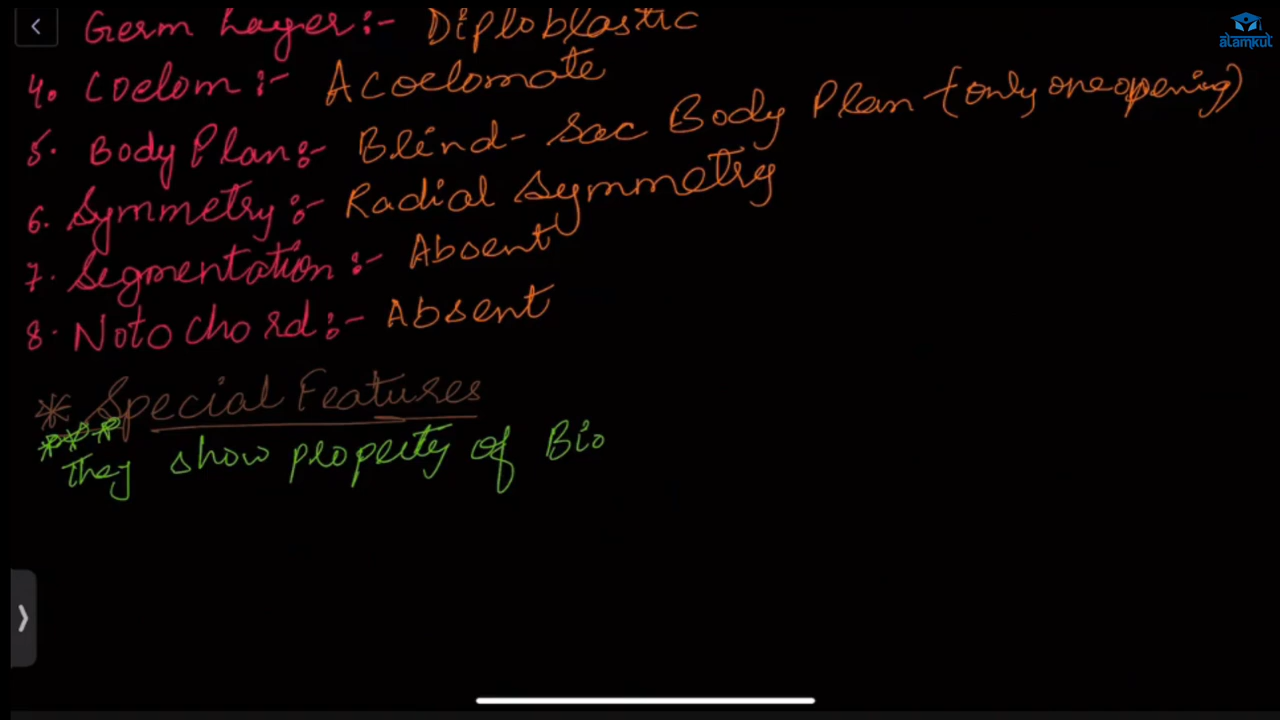 Germ Layer:- Diploblastic
alamkul
4. Coelom:- Acoelomate
5. Body Plan:- Blind-Sac Body Plan (only one opening)
6. Symmetry:- Radial Symmetry
7. Segmentation:- Absent
8. Notochord:- Absent
* Special Features
***
They show property of Bio